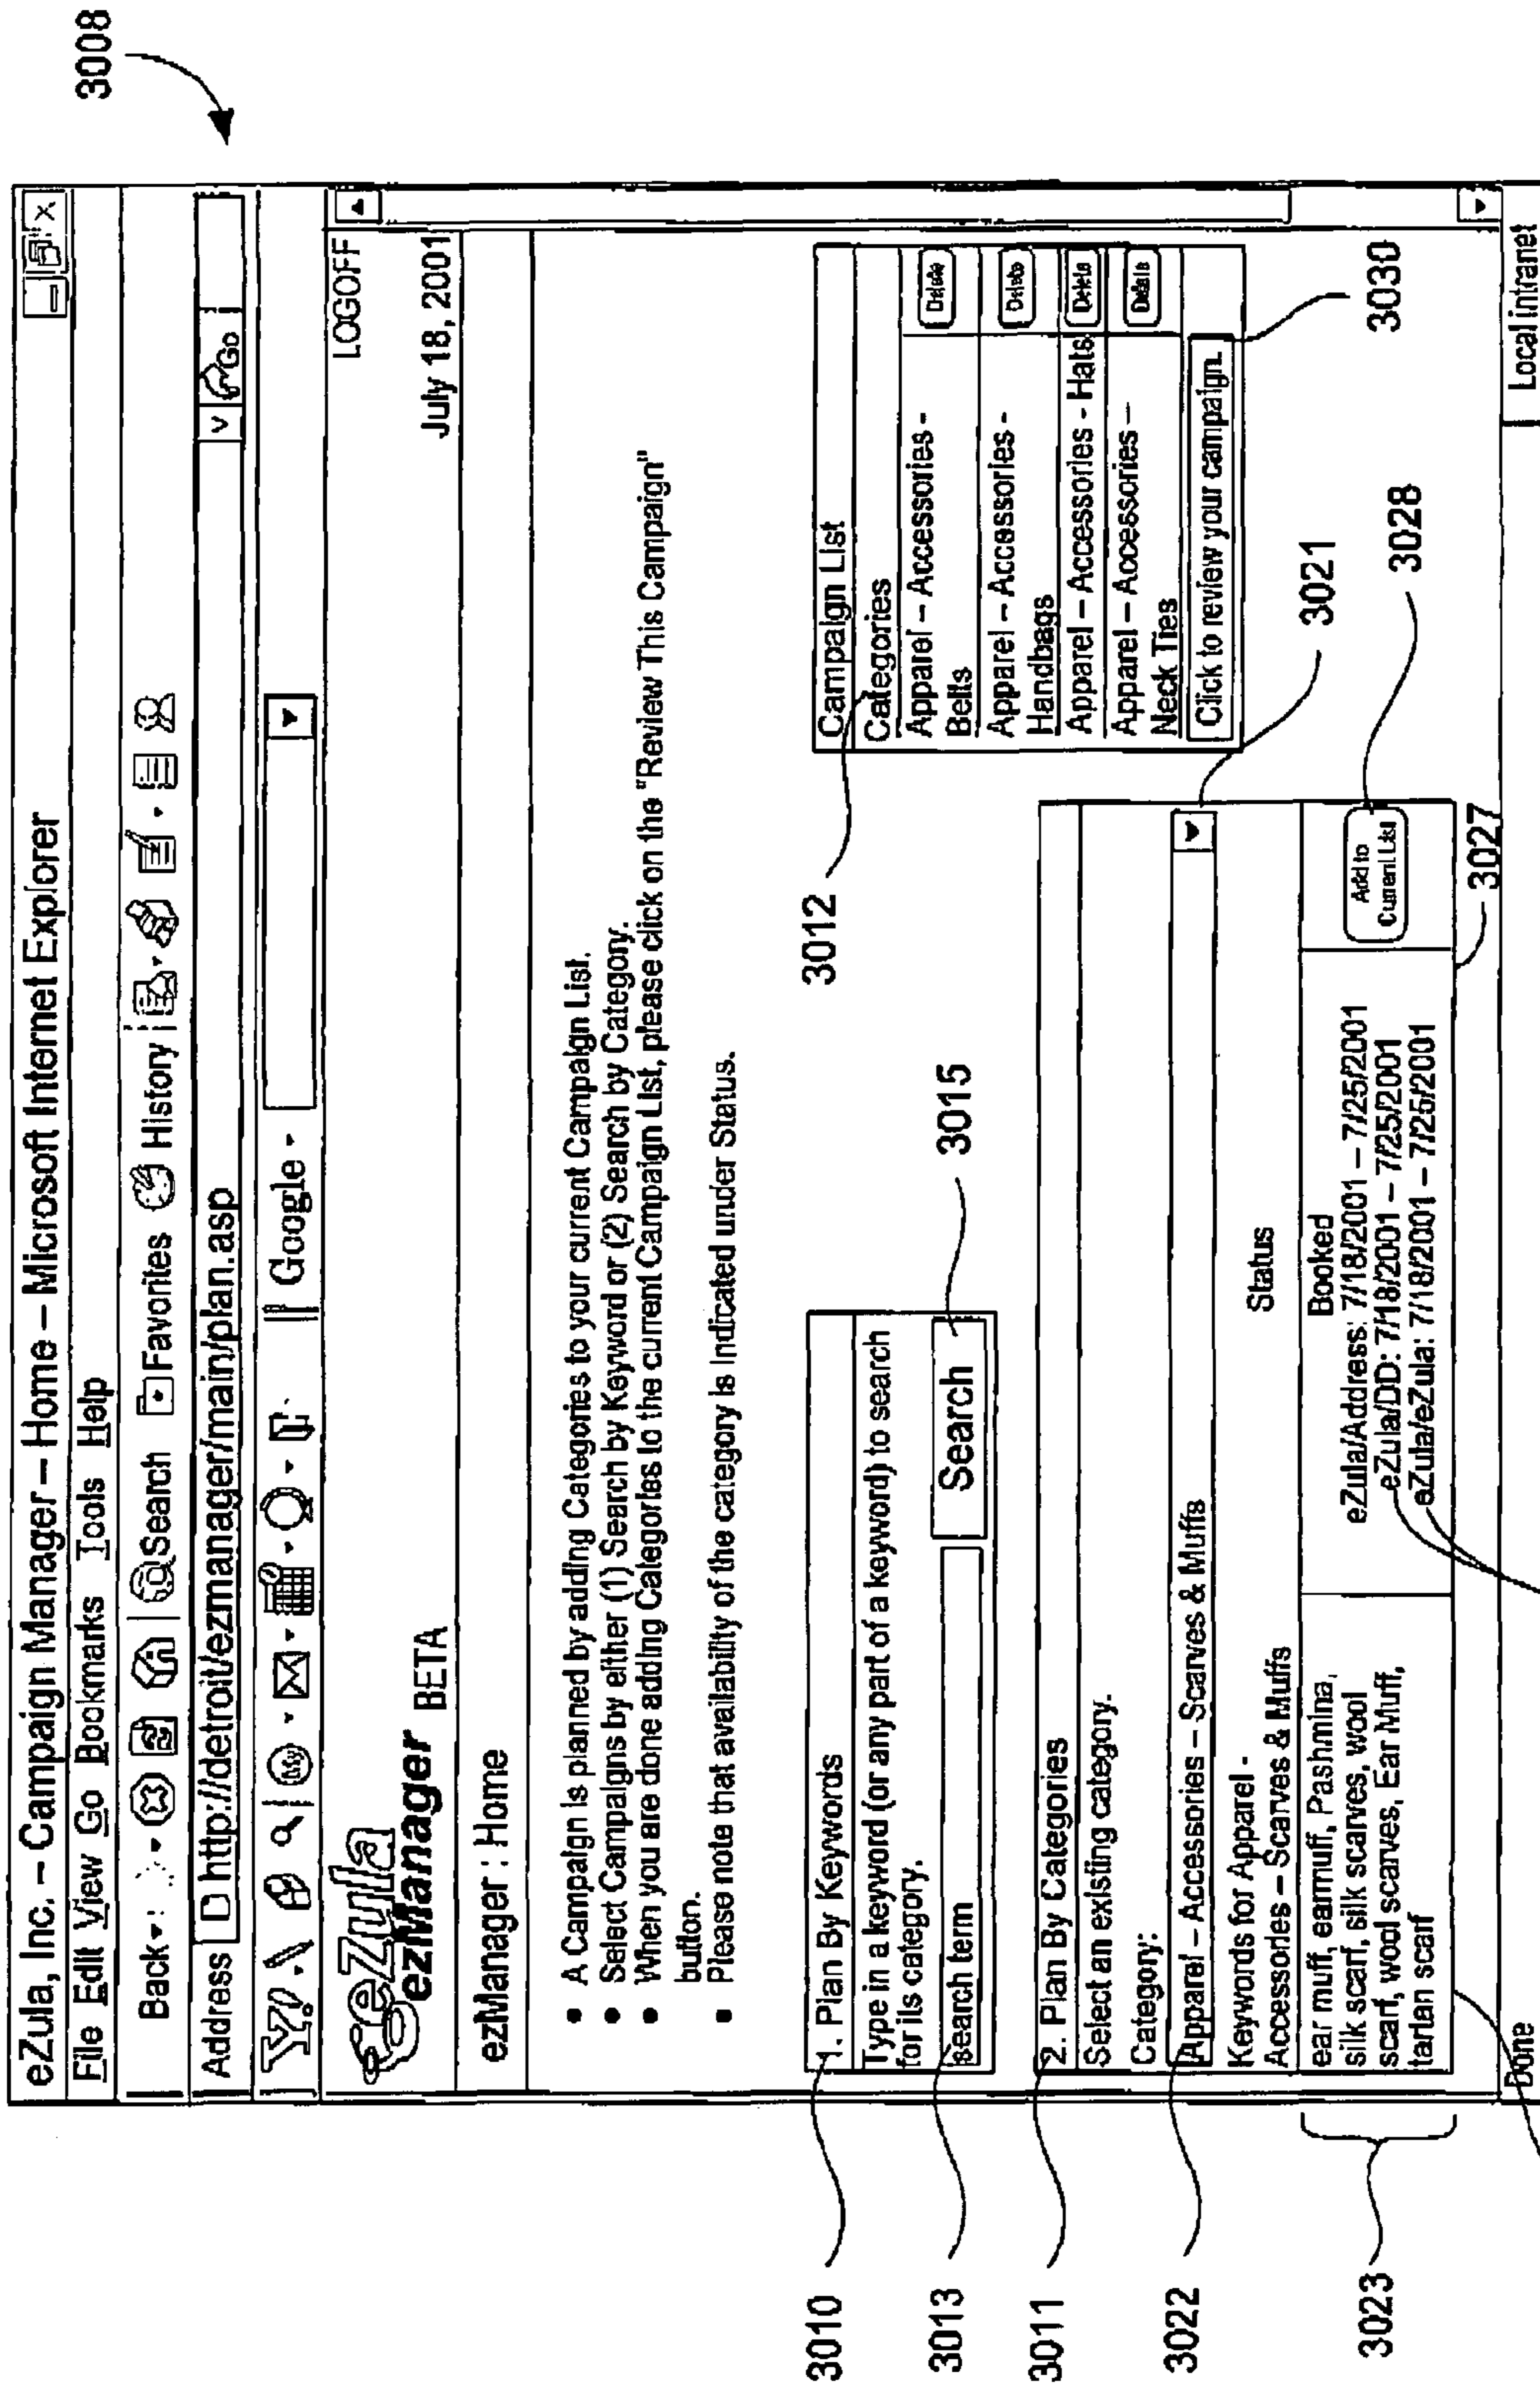 3008
eZula, Inc. – Campaign Manager – Home – Microsoft Internet Explorer
File Edit View Go Bookmarks Tools Help
Back Search Favorites History
Address http://detroit/ezmanager/main/plan.asp Go
Y! My Google
LOGOFF
eZula
ezManager BETA
July 18, 2001
ezManager : Home
• A Campaign is planned by adding Categories to your current Campaign List.
• Select Campaigns by either (1) Search by Keyword or (2) Search by Category.
• When you are done adding Categories to the current Campaign List, please click on the "Review This Campaign"
button.
• Please note that availability of the category is indicated under Status.
3010
1. Plan By Keywords
Type in a keyword (or any part of a keyword) to search
for its category.
3013
search term
Search
3015
3012
Campaign List
Categories
Apparel – Accessories -
Belts
Delete
Apparel – Accessories -
Handbags
Delete
Apparel – Accessories - Hats
Delete
Apparel – Accessories –
Neck Ties
Click to review your campaign.
3030
3011
2. Plan By Categories
Select an existing category.
Category:
3022
Apparel – Accessories – Scarves & Muffs
3021
Keywords for Apparel -
Accessories – Scarves & Muffs
Status
3023
ear muff, earmuff, Pashmina,
silk scarf, silk scarves, wool
scarf, wool scarves, Ear Muff,
tartan scarf
Booked
eZula/Address: 7/18/2001 – 7/25/2001
eZula/DD: 7/18/2001 – 7/25/2001
eZula/eZula: 7/18/2001 – 7/25/2001
Add to
Current List
3028
3027
Done
Local intranet